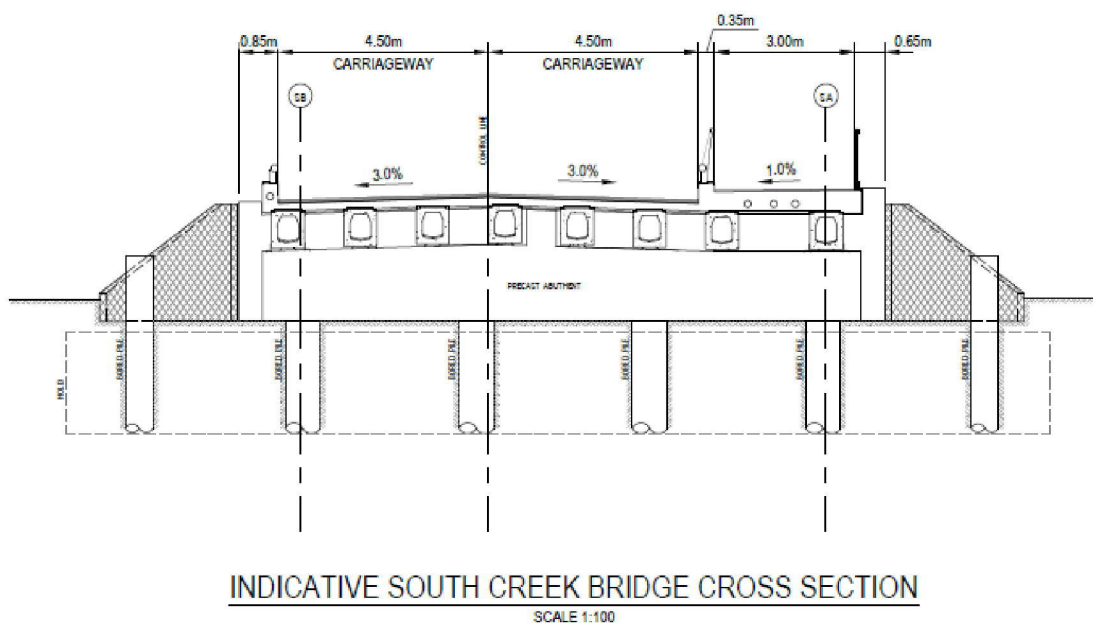 0.35m
0.85m 4.50m 4.50m 3.00m 0.65m
CARRIAGEWAY CARRIAGEWAY
SB SA
CONTROL LINE
3.0% 3.0% 1.0%
PRECAST ABUTMENT
BORED PILE BORED PILE BORED PILE BORED PILE BORED PILE BORED PILE
INDICATIVE SOUTH CREEK BRIDGE CROSS SECTION
SCALE 1:100